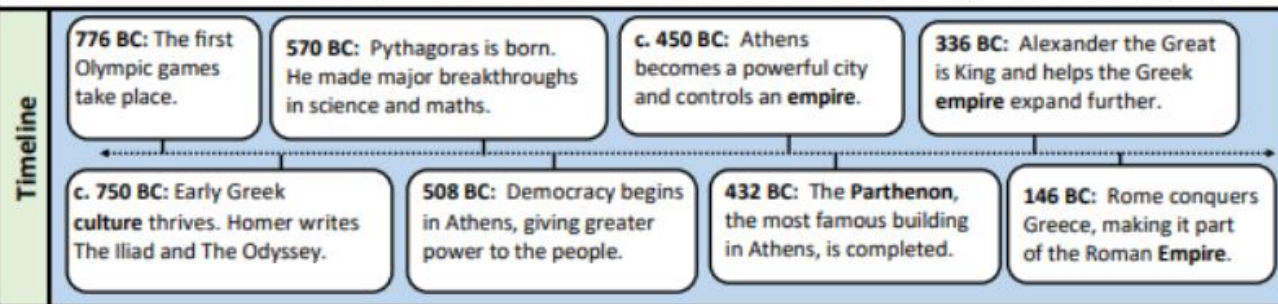 Timeline
776 BC: The first
Olympic games
take place.
570 BC: Pythagoras is born.
He made major breakthroughs
in science and maths.
c. 450 BC: Athens
becomes a powerful city
and controls an empire.
336 BC: Alexander the Great
is King and helps the Greek
empire expand further.
c. 750 BC: Early Greek
culture thrives. Homer writes
The Iliad and The Odyssey.
508 BC: Democracy begins
in Athens, giving greater
power to the people.
432 BC: The Parthenon,
the most famous building
in Athens, is completed.
146 BC: Rome conquers
Greece, making it part
of the Roman Empire.